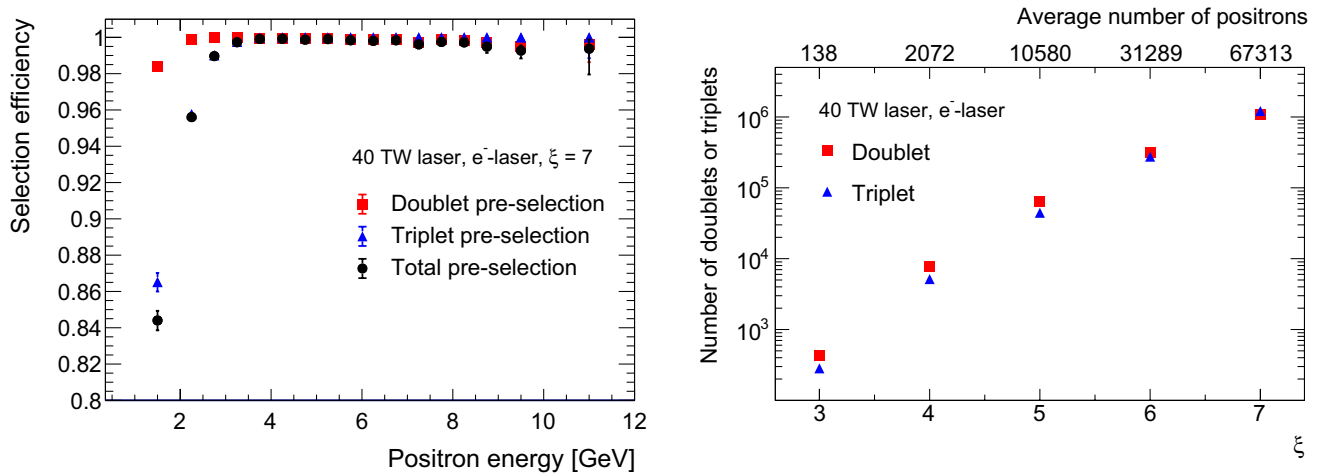 Selection efficiency
1
0.98
0.96
0.94
0.92
0.9
0.88
0.86
0.84
0.82
0.8
40 TW laser, e⁻-laser, ξ = 7
Doublet pre-selection
Triplet pre-selection
Total pre-selection
2 4 6 8 10 12
Positron energy [GeV]
Average number of positrons
138 2072 10580 31289 67313
Number of doublets or triplets
10⁶
10⁵
10⁴
10³
40 TW laser, e⁻-laser
Doublet
Triplet
3 4 5 6 7
ξ